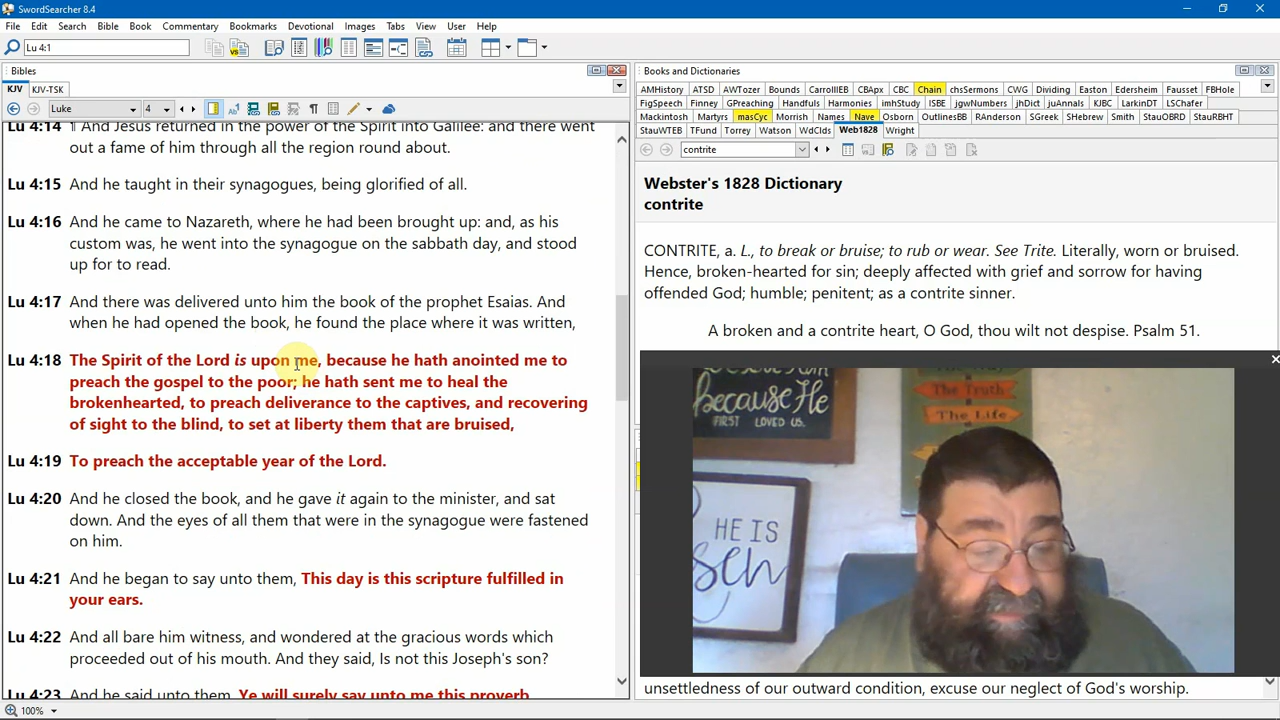 SwordSearcher 8.4
File Edit Search Bible Book Commentary Bookmarks Devotional Images Tabs View User Help
Lu 4:1
Bibles
KJV KJV-TSK
Luke 4
Lu 4:14 ¶ And Jesus returned in the power of the Spirit into Galilee: and there went
out a fame of him through all the region round about.
Lu 4:15 And he taught in their synagogues, being glorified of all.
Lu 4:16 And he came to Nazareth, where he had been brought up: and, as his
custom was, he went into the synagogue on the sabbath day, and stood
up for to read.
Lu 4:17 And there was delivered unto him the book of the prophet Esaias. And
when he had opened the book, he found the place where it was written,
Lu 4:18 The Spirit of the Lord is upon me, because he hath anointed me to
preach the gospel to the poor; he hath sent me to heal the
brokenhearted, to preach deliverance to the captives, and recovering
of sight to the blind, to set at liberty them that are bruised,
Lu 4:19 To preach the acceptable year of the Lord.
Lu 4:20 And he closed the book, and he gave it again to the minister, and sat
down. And the eyes of all them that were in the synagogue were fastened
on him.
Lu 4:21 And he began to say unto them, This day is this scripture fulfilled in
your ears.
Lu 4:22 And all bare him witness, and wondered at the gracious words which
proceeded out of his mouth. And they said, Is not this Joseph's son?
Lu 4:23 And he said unto them, Ye will surely say unto me this proverb,
100%
Books and Dictionaries
AMHistory ATSD AWTozer Bounds CarrollEB CBApx CBC Chain chsSermons CWG Dividing Easton Edersheim Fausset FBHole
FigSpeech Finney GPreaching Handfuls Harmonies imhStudy ISBE jgwNumbers jhDict juAnnals KJBC LarkinDT LSChafer
Mackintosh Martyrs masCyc Morrish Names Nave Osborn OutlinesBB RAnderson SGreek SHebrew Smith StauOBRD StauRBHT
StauWTEB TFund Torrey Watson WdClds Web1828 Wright
contrite
Webster's 1828 Dictionary
contrite
CONTRITE, a. L., to break or bruise; to rub or wear. See Trite. Literally, worn or bruised.
Hence, broken-hearted for sin; deeply affected with grief and sorrow for having
offended God; humble; penitent; as a contrite sinner.
A broken and a contrite heart, O God, thou wilt not despise. Psalm 51.
because He
FIRST LOVED US.
The Truth
The Life
HE IS
unsettledness of our outward condition, excuse our neglect of God's worship.